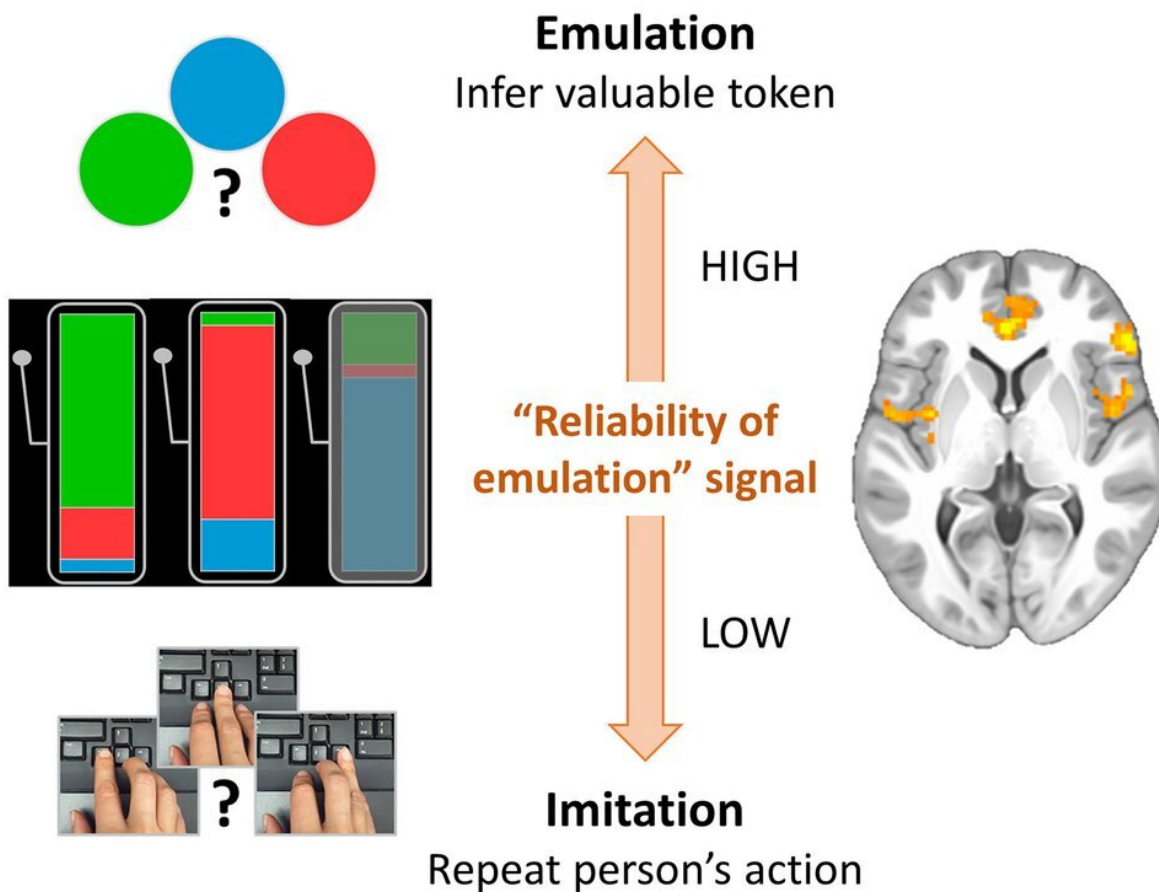 Emulation
Infer valuable token
?
HIGH
“Reliability of
emulation” signal
LOW
?
Imitation
Repeat person’s action